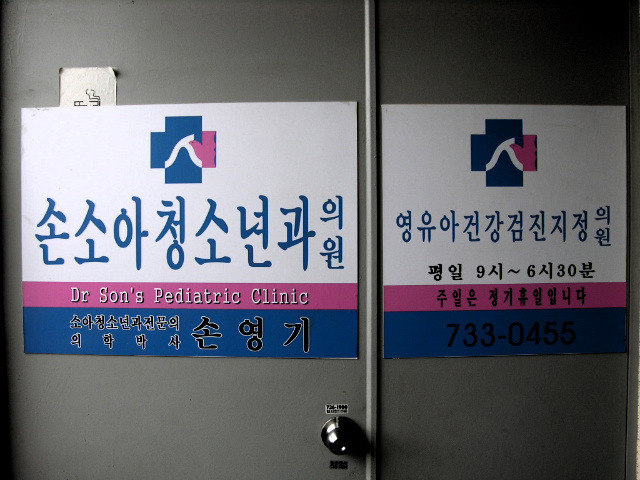 손소아청소년과의원
Dr Son's Pediatric Clinic
소아청소년과전문의
의학박사 손영기
영유아건강검진지정의원
평일 9시~6시30분
주일은 정기휴일입니다
733-0455